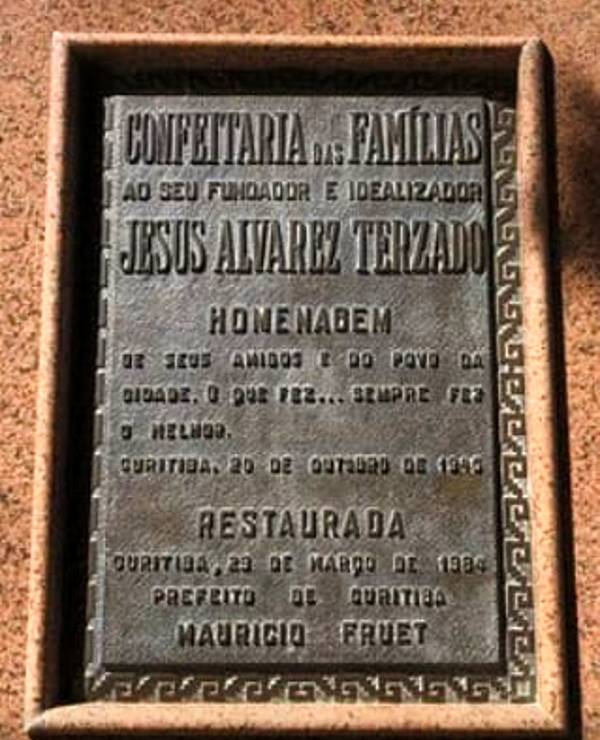 CONFEITARIA DAS FAMÍLIAS
AO SEU FUNDADOR E IDEALIZADOR
JESUS ALVAREZ TERZADO
HOMENAGEM
DE SEUS AMIGOS E DO POVO DA
CIDADE. O QUE FEZ... SEMPRE FEZ
O MELHOR.
CURITIBA, 20 DE OUTUBRO DE 1945
RESTAURADA
CURITIBA, 29 DE MARÇO DE 1984
PREFEITO DE CURITIBA
MAURICIO FRUET